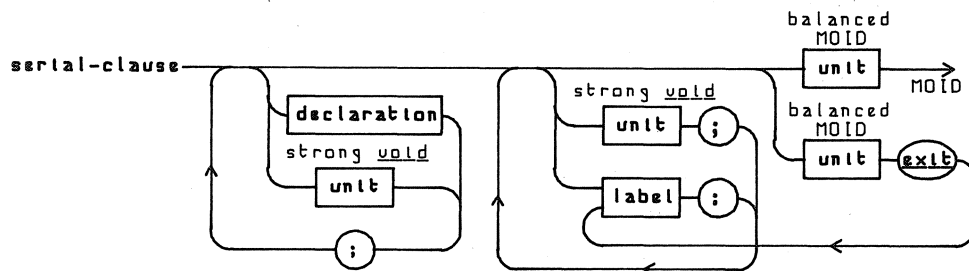 balanced
MOID
serial-clause
unit
MOID
strong void
declaration
unit
;
balanced
MOID
strong void
unit
;
unit
exit
label
:
;